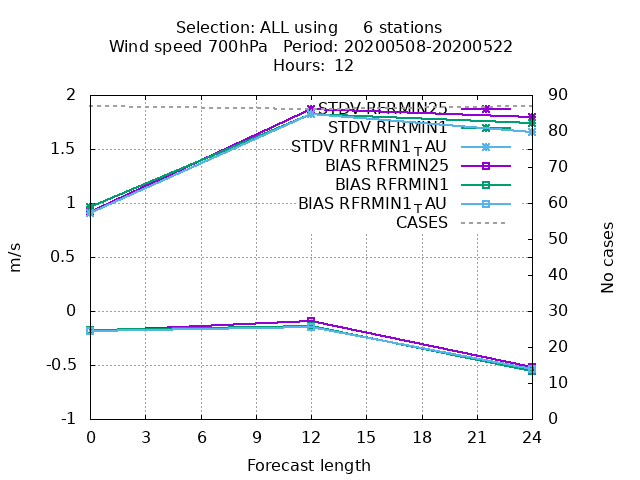 Selection: ALL using     6 stations
Wind speed 700hPa   Period: 20200508-20200522
Hours:  12
2
1.5
1
0.5
0
-0.5
-1
m/s
90
80
70
60
50
40
30
20
10
0
No cases
STDV RFRMIN25
STDV RFRMIN1
STDV RFRMIN1TAU
BIAS RFRMIN25
BIAS RFRMIN1
BIAS RFRMIN1TAU
CASES
0 3 6 9 12 15 18 21 24
Forecast length